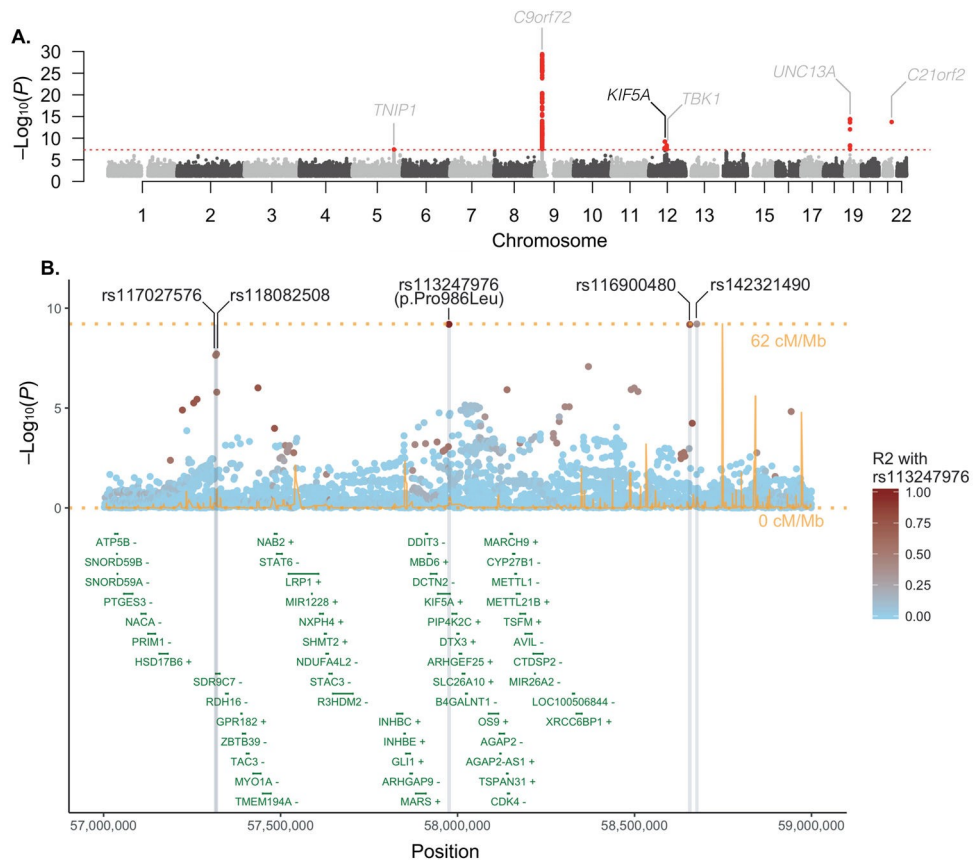 A.
C9orf72
30
25
20
15
10
5
0
−Log10(P)
TNIP1
KIF5A
TBK1
UNC13A
C21orf2
1 2 3 4 5 6 7 8 9 10 11 12 13 15 17 19 22
Chromosome
B.
rs117027576
rs118082508
rs113247976
(p.Pro986Leu)
rs116900480
rs142321490
10
5
0
−Log10(P)
62 cM/Mb
0 cM/Mb
R2 with
rs113247976
1.00
0.75
0.50
0.25
0.00
ATP5B -
SNORD59B -
SNORD59A -
PTGES3 -
NACA -
PRIM1 -
HSD17B6 +
SDR9C7 -
RDH16 -
GPR182 +
ZBTB39 -
TAC3 -
MYO1A -
TMEM194A -
NAB2 +
STAT6 -
LRP1 +
MIR1228 +
NXPH4 +
SHMT2 +
NDUFA4L2 -
STAC3 -
R3HDM2 -
INHBC +
INHBE +
GLI1 +
ARHGAP9 -
MARS +
DDIT3 -
MBD6 +
DCTN2 -
KIF5A +
PIP4K2C +
DTX3 +
ARHGEF25 +
SLC26A10 +
B4GALNT1 -
OS9 +
AGAP2 -
AGAP2-AS1 +
TSPAN31 +
CDK4 -
MARCH9 +
CYP27B1 -
METTL1 -
METTL21B +
TSFM +
AVIL -
CTDSP2 -
MIR26A2 -
LOC100506844 -
XRCC6BP1 +
57,000,000 57,500,000 58,000,000 58,500,000 59,000,000
Position